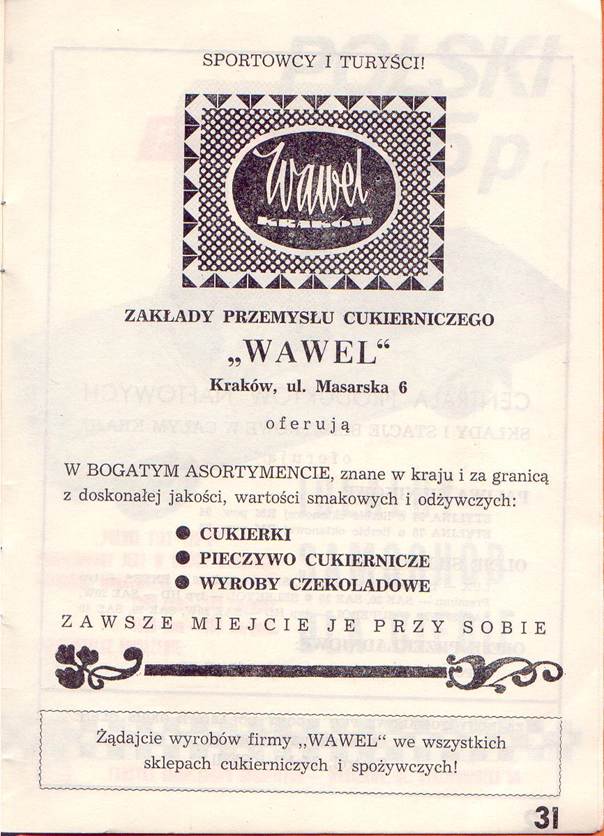 SPORTOWCY I TURYŚCI!
Wawel
KRAKÓW
ZAKŁADY PRZEMYSŁU CUKIERNICZEGO
„WAWEL“
Kraków, ul. Masarska 6
oferują
W BOGATYM ASORTYMENCIE, znane w kraju i za granicą
z doskonałej jakości, wartości smakowych i odżywczych:
● CUKIERKI
● PIECZYWO CUKIERNICZE
● WYROBY CZEKOLADOWE
ZAWSZE MIEJCIE JE PRZY SOBIE
Żądajcie wyrobów firmy „WAWEL“ we wszystkich
sklepach cukierniczych i spożywczych!
31